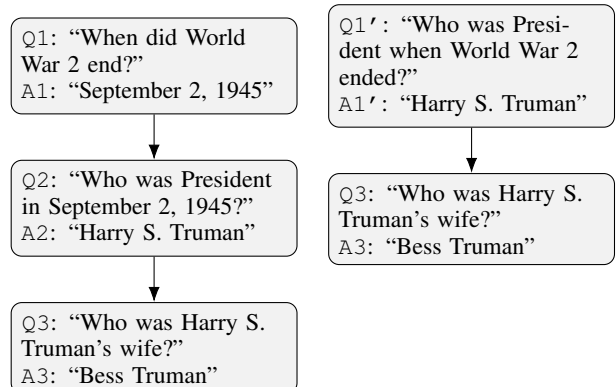 Q1: “When did World
War 2 end?”
A1: “September 2, 1945”
Q2: “Who was President
in September 2, 1945?”
A2: “Harry S. Truman”
Q3: “Who was Harry S.
Truman’s wife?”
A3: “Bess Truman”
Q1′: “Who was Presi-
dent when World War 2
ended?”
A1′: “Harry S. Truman”
Q3: “Who was Harry S.
Truman’s wife?”
A3: “Bess Truman”